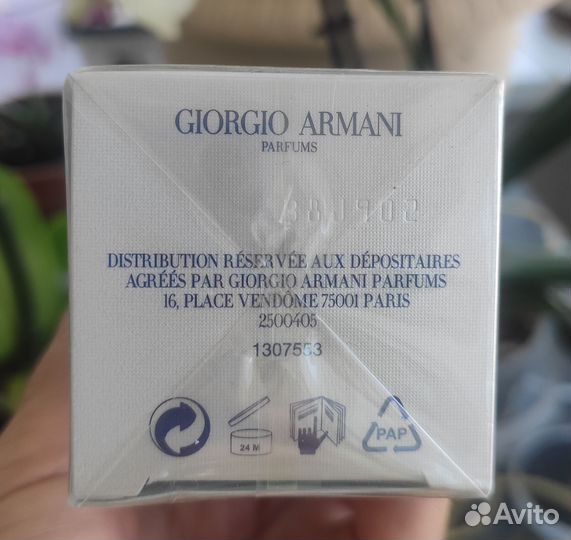 GIORGIO ARMANI
PARFUMS
DISTRIBUTION RÉSERVÉE AUX DÉPOSITAIRES
AGRÉÉS PAR GIORGIO ARMANI PARFUMS
16, PLACE VENDÔME 75001 PARIS
2500405
1307553
24 M
PAP
Avito